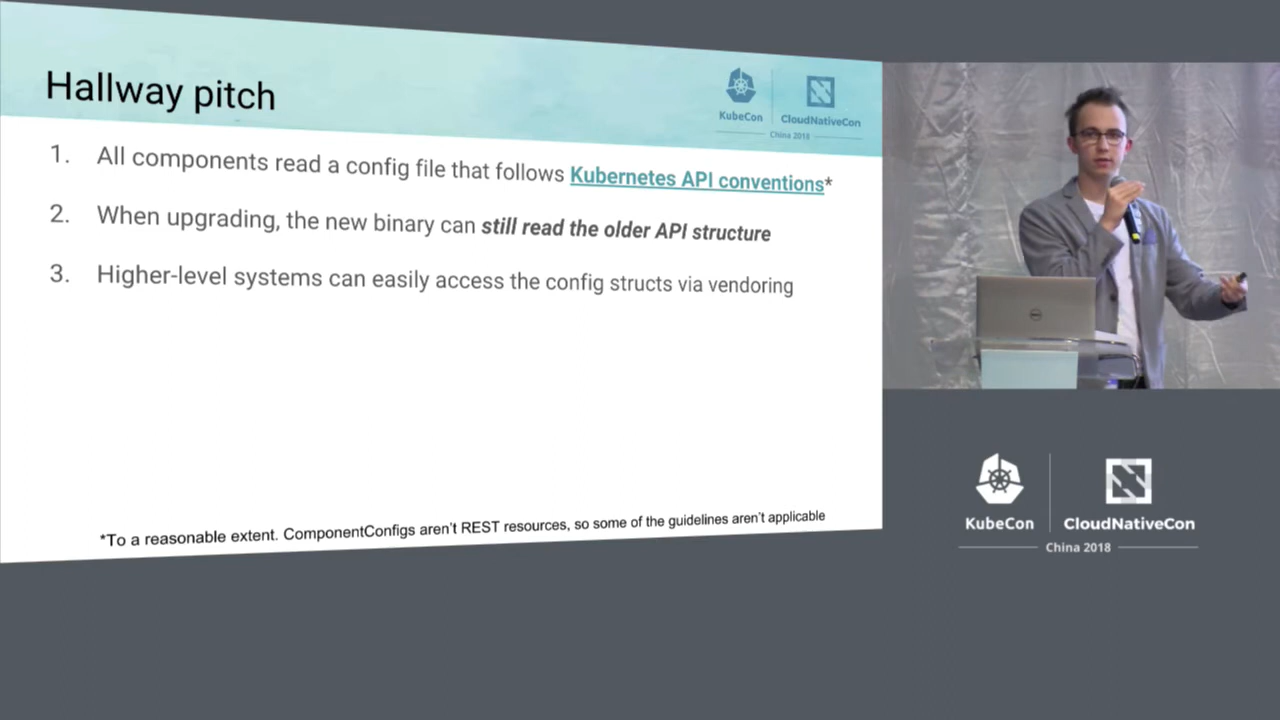 Hallway pitch
KubeCon
CloudNativeCon
China 2018
1. All components read a config file that follows Kubernetes API conventions*
2. When upgrading, the new binary can still read the older API structure
3. Higher-level systems can easily access the config structs via vendoring
*To a reasonable extent. ComponentConfigs aren't REST resources, so some of the guidelines aren't applicable
KubeCon
CloudNativeCon
China 2018